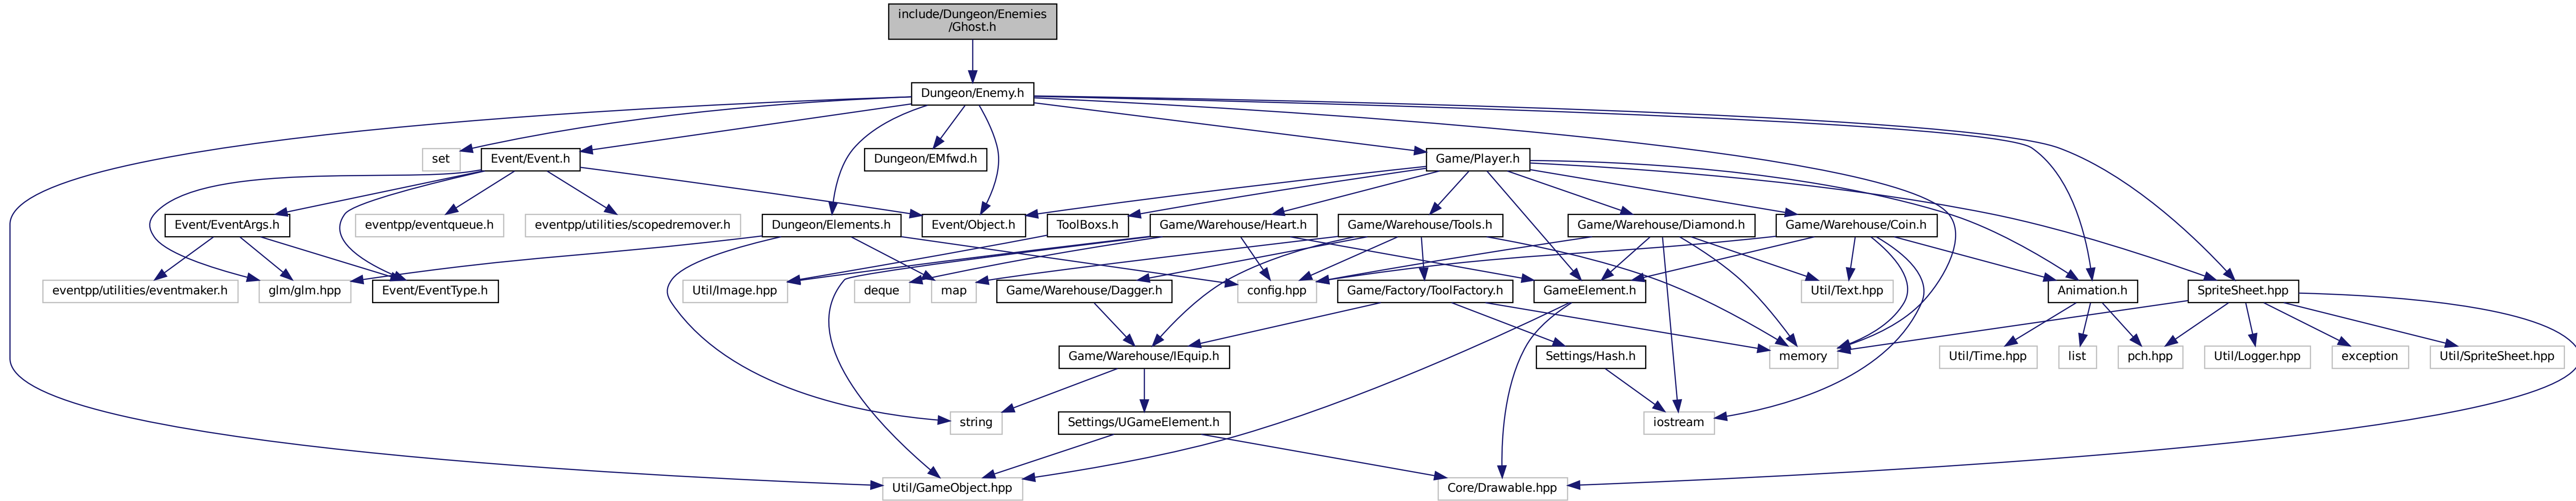 include/Dungeon/Enemies
/Ghost.h
Dungeon/Enemy.h
set
Event/Event.h
Dungeon/EMfwd.h
Game/Player.h
Event/EventArgs.h
eventpp/eventqueue.h
eventpp/utilities/scopedremover.h
Dungeon/Elements.h
Event/Object.h
ToolBoxs.h
Game/Warehouse/Heart.h
Game/Warehouse/Tools.h
Game/Warehouse/Diamond.h
Game/Warehouse/Coin.h
eventpp/utilities/eventmaker.h
glm/glm.hpp
Event/EventType.h
Util/Image.hpp
deque
map
Game/Warehouse/Dagger.h
config.hpp
Game/Factory/ToolFactory.h
GameElement.h
Util/Text.hpp
Animation.h
SpriteSheet.hpp
Game/Warehouse/IEquip.h
Settings/Hash.h
memory
Util/Time.hpp
list
pch.hpp
Util/Logger.hpp
exception
Util/SpriteSheet.hpp
string
Settings/UGameElement.h
iostream
Util/GameObject.hpp
Core/Drawable.hpp